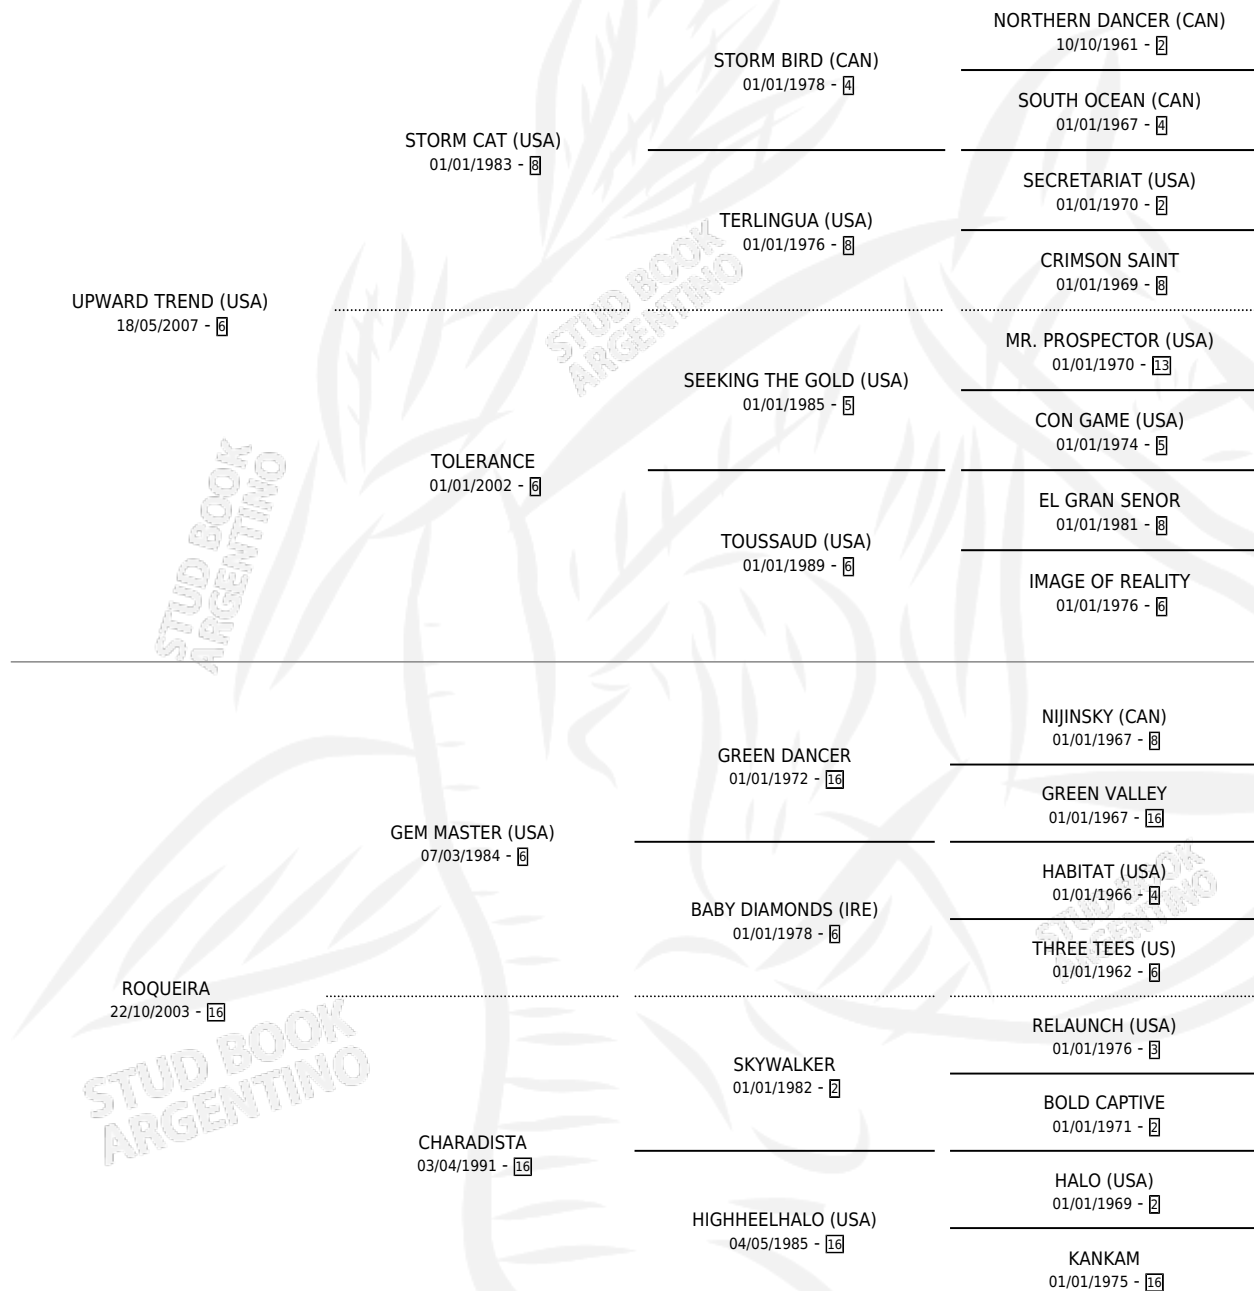 NORTHERN DANCER (CAN)
10/10/1961 - 2
STORM BIRD (CAN)
01/01/1978 - 4
SOUTH OCEAN (CAN)
01/01/1967 - 4
STORM CAT (USA)
01/01/1983 - 8
SECRETARIAT (USA)
01/01/1970 - 2
TERLINGUA (USA)
01/01/1976 - 8
CRIMSON SAINT
01/01/1969 - 8
UPWARD TREND (USA)
18/05/2007 - 6
MR. PROSPECTOR (USA)
01/01/1970 - 13
SEEKING THE GOLD (USA)
01/01/1985 - 5
CON GAME (USA)
01/01/1974 - 5
TOLERANCE
01/01/2002 - 6
EL GRAN SENOR
01/01/1981 - 8
TOUSSAUD (USA)
01/01/1989 - 6
IMAGE OF REALITY
01/01/1976 - 6
NIJINSKY (CAN)
01/01/1967 - 8
GREEN DANCER
01/01/1972 - 16
GREEN VALLEY
01/01/1967 - 16
GEM MASTER (USA)
07/03/1984 - 6
HABITAT (USA)
01/01/1966 - 4
BABY DIAMONDS (IRE)
01/01/1978 - 6
THREE TEES (US)
01/01/1962 - 6
ROQUEIRA
22/10/2003 - 16
RELAUNCH (USA)
01/01/1976 - 3
SKYWALKER
01/01/1982 - 2
BOLD CAPTIVE
01/01/1971 - 2
CHARADISTA
03/04/1991 - 16
HALO (USA)
01/01/1969 - 2
HIGHHEELHALO (USA)
04/05/1985 - 16
KANKAM
01/01/1975 - 16
STUD BOOK
ARGENTINO
STUD BOOK
ARGENTINO
STUD BOOK
ARGENTINO
STUD BOOK
ARGENTINO